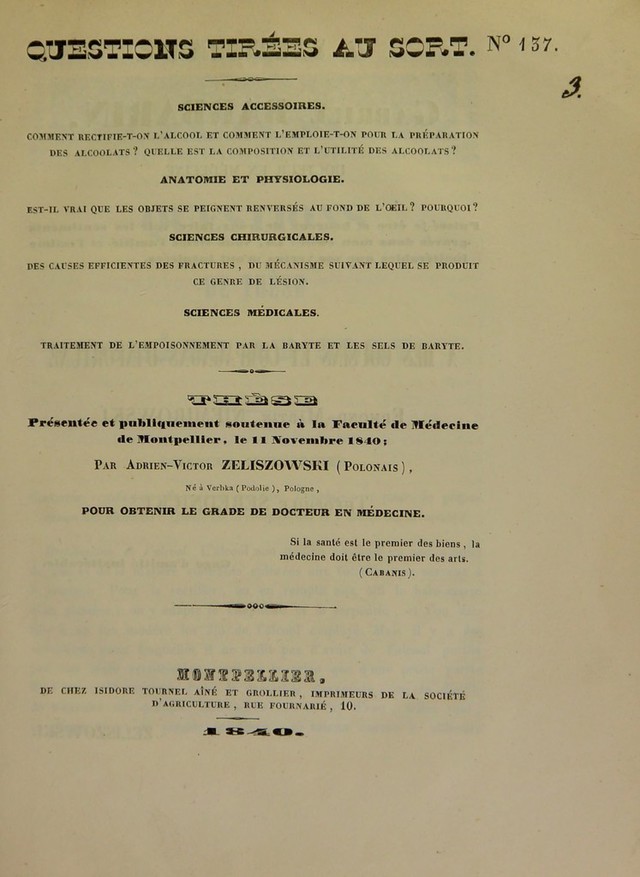 QUESTIONS TIRÉES AU SORT. N° 137.
3.
SCIENCES ACCESSOIRES.
COMMENT RECTIFIE-T-ON L'ALCOOL ET COMMENT L'EMPLOIE-T-ON POUR LA PRÉPARATION
DES ALCOOLATS ? QUELLE EST LA COMPOSITION ET L'UTILITÉ DES ALCOOLATS ?
ANATOMIE ET PHYSIOLOGIE.
EST-IL VRAI QUE LES OBJETS SE PEIGNENT RENVERSÉS AU FOND DE L'OEIL ? POURQUOI ?
SCIENCES CHIRURGICALES.
DES CAUSES EFFICIENTES DES FRACTURES , DU MÉCANISME SUIVANT LEQUEL SE PRODUIT
CE GENRE DE LÉSION.
SCIENCES MÉDICALES.
TRAITEMENT DE L'EMPOISONNEMENT PAR LA BARYTE ET LES SELS DE BARYTE.
THÈSE
Présentée et publiquement soutenue à la Faculté de Médecine
de Montpellier, le 11 Novembre 1840 ;
PAR ADRIEN-VICTOR ZELISZOWSKI ( POLONAIS ) ,
Né à Verbka ( Podolie ) , Pologne ,
POUR OBTENIR LE GRADE DE DOCTEUR EN MÉDECINE.
Si la santé est le premier des biens , la
médecine doit être le premier des arts.
( CABANIS ).
MONTPELLIER,
DE CHEZ ISIDORE TOURNEL AÎNÉ ET GROLLIER , IMPRIMEURS DE LA SOCIÉTÉ
D'AGRICULTURE , RUE FOURNARIÉ , 10.
1840.